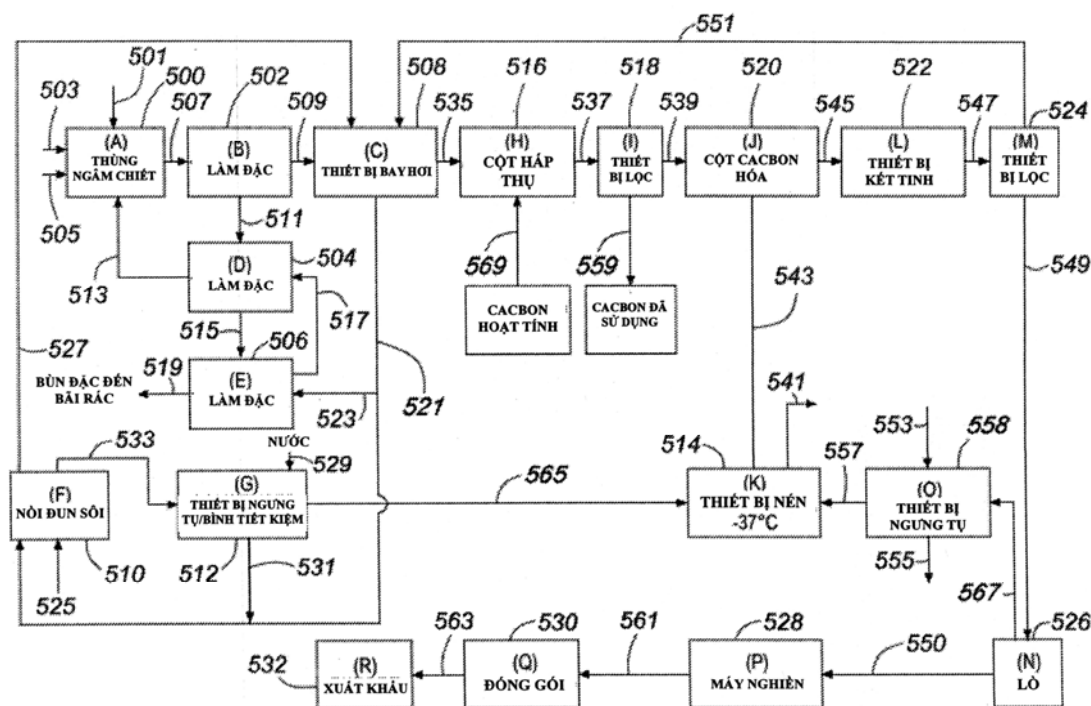 551
501
500
502
508
516
518
520
522
503
507
509
535
537
539
545
547
524
(A)
THÙNG
NGÂM CHIẾT
(B)
LÀM ĐẶC
(C)
THIẾT BỊ BAY HƠI
(H)
CỘT HẤP
THỤ
(I)
THIẾT
BỊ LỌC
(J)
CỘT CACBON
HÓA
(L)
THIẾT BỊ
KẾT TINH
(M)
THIẾT
BỊ LỌC
505
511
504
569
559
549
513
(D)
LÀM ĐẶC
517
CACBON
HOẠT TÍNH
CACBON ĐÃ
SỬ DỤNG
543
515
506
527
521
BÙN ĐẶC ĐẾN
BÃI RÁC
519
(E)
LÀM ĐẶC
523
541
533
NƯỚC
529
514
553
558
557
565
(F)
NỒI ĐUN SÔI
(G)
THIẾT BỊ NGƯNG
TỤ/BÌNH TIẾT KIỆM
(K)
THIẾT BỊ NÉN
-37°C
(O)
THIẾT BỊ
NGƯNG TỤ
510
512
531
555
525
567
526
563
530
561
528
550
532
(R)
XUẤT KHẨU
(Q)
ĐÓNG GÓI
(P)
MÁY NGHIỀN
(N)
LÒ